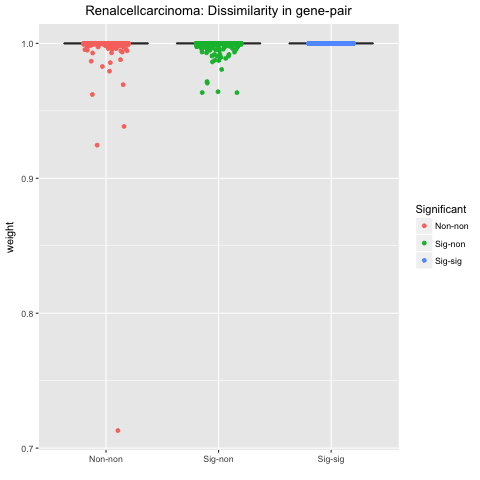 Renalcellcarcinoma: Dissimilarity in gene-pair
1.0
0.9
0.8
0.7
weight
Non-non
Sig-non
Sig-sig
Significant
Non-non
Sig-non
Sig-sig